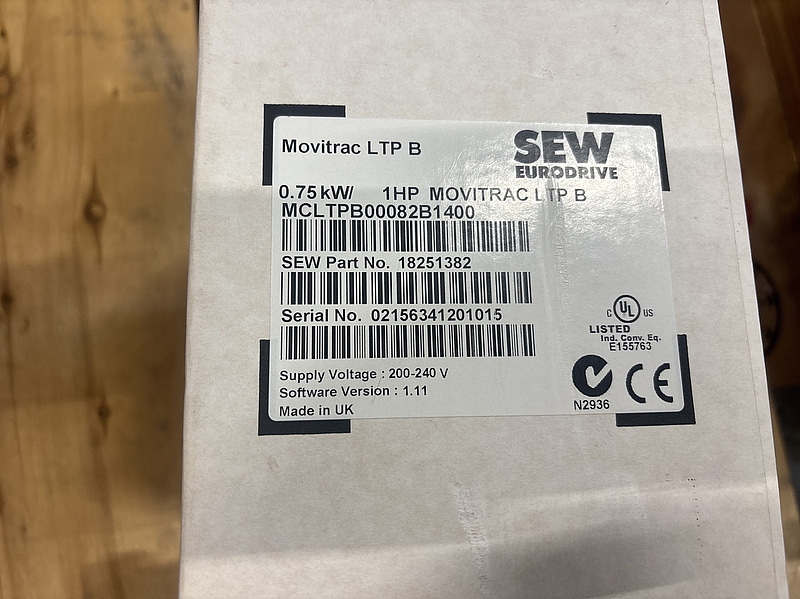 Movitrac LTP B
SEW
EURODRIVE
0.75 kW/ 1HP MOVITRAC LTP B
MCLTPB00082B1400
SEW Part No. 18251382
Serial No. 02156341201015
C UL US
LISTED
Ind. Conv. Eq.
E155763
Supply Voltage : 200-240 V
Software Version : 1.11
Made in UK
N2936
CE